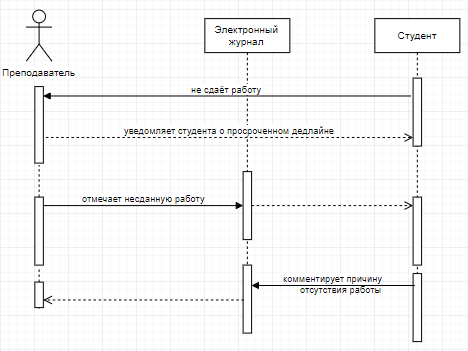 Электронный
журнал
Студент
Преподаватель
не сдаёт работу
уведомляет студента о просроченном дедлайне
отмечает несданную работу
комментирует причину
отсутствия работы